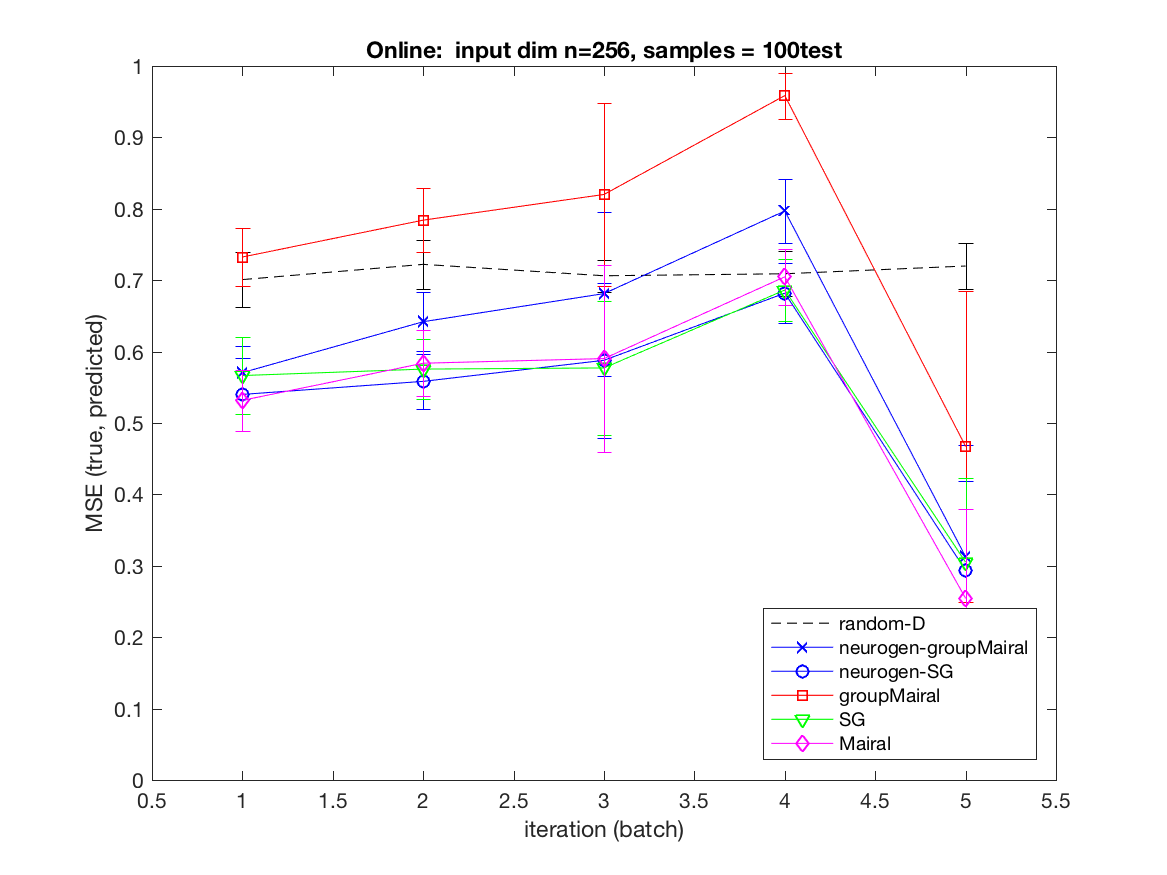 Online:  input dim n=256, samples = 100test
1
0.9
0.8
0.7
0.6
0.5
0.4
0.3
0.2
0.1
0
MSE (true, predicted)
random-D
neurogen-groupMairal
neurogen-SG
groupMairal
SG
Mairal
0.5 1 1.5 2 2.5 3 3.5 4 4.5 5 5.5
iteration (batch)